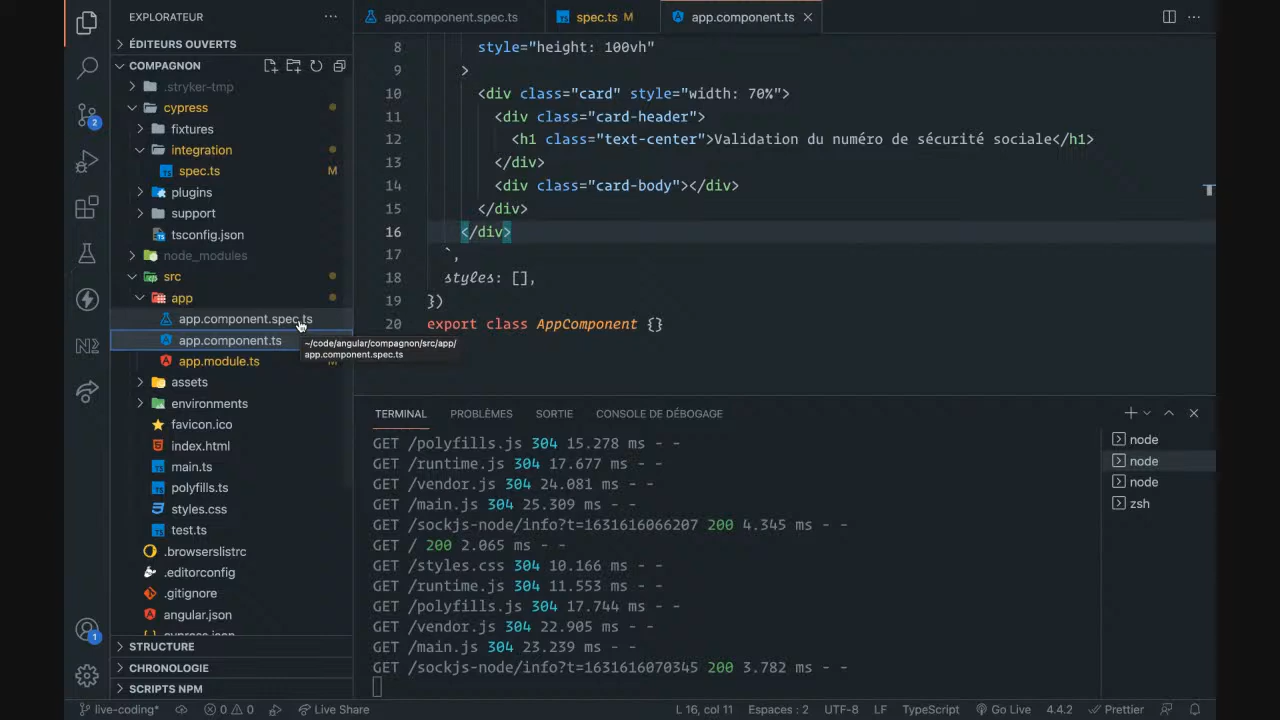 EXPLORATEUR
ÉDITEURS OUVERTS
COMPAGNON
.stryker-tmp
cypress
fixtures
integration
spec.ts M
plugins
support
tsconfig.json
node_modules
src
app
app.component.spec.ts
app.component.ts
app.module.ts
~/code/angular/compagnon/src/app/
app.component.spec.ts
assets
environments
favicon.ico
index.html
main.ts
polyfills.ts
styles.css
test.ts
.browserslistrc
.editorconfig
.gitignore
angular.json
cypress.json
STRUCTURE
CHRONOLOGIE
SCRIPTS NPM
2
1
app.component.spec.ts
spec.ts M
app.component.ts
8 style="height: 100vh"
9 >
10 <div class="card" style="width: 70%">
11 <div class="card-header">
12 <h1 class="text-center">Validation du numéro de sécurité sociale</h1>
13 </div>
14 <div class="card-body"></div>
15 </div>
16 </div>
17 `,
18 styles: [],
19 })
20 export class AppComponent {}
TERMINAL PROBLÈMES SORTIE CONSOLE DE DÉBOGAGE
GET /polyfills.js 304 15.278 ms - -
GET /runtime.js 304 17.677 ms - -
GET /vendor.js 304 24.081 ms - -
GET /main.js 304 25.309 ms - -
GET /sockjs-node/info?t=1631616066207 200 4.345 ms - -
GET / 200 2.065 ms - -
GET /styles.css 304 10.166 ms - -
GET /runtime.js 304 11.553 ms - -
GET /polyfills.js 304 17.744 ms - -
GET /vendor.js 304 22.905 ms - -
GET /main.js 304 23.239 ms - -
GET /sockjs-node/info?t=1631616070345 200 3.782 ms - -
node
node
node
zsh
live-coding* 0 0 Live Share L 16, col 11 Espaces : 2 UTF-8 LF TypeScript Go Live 4.4.2 Prettier